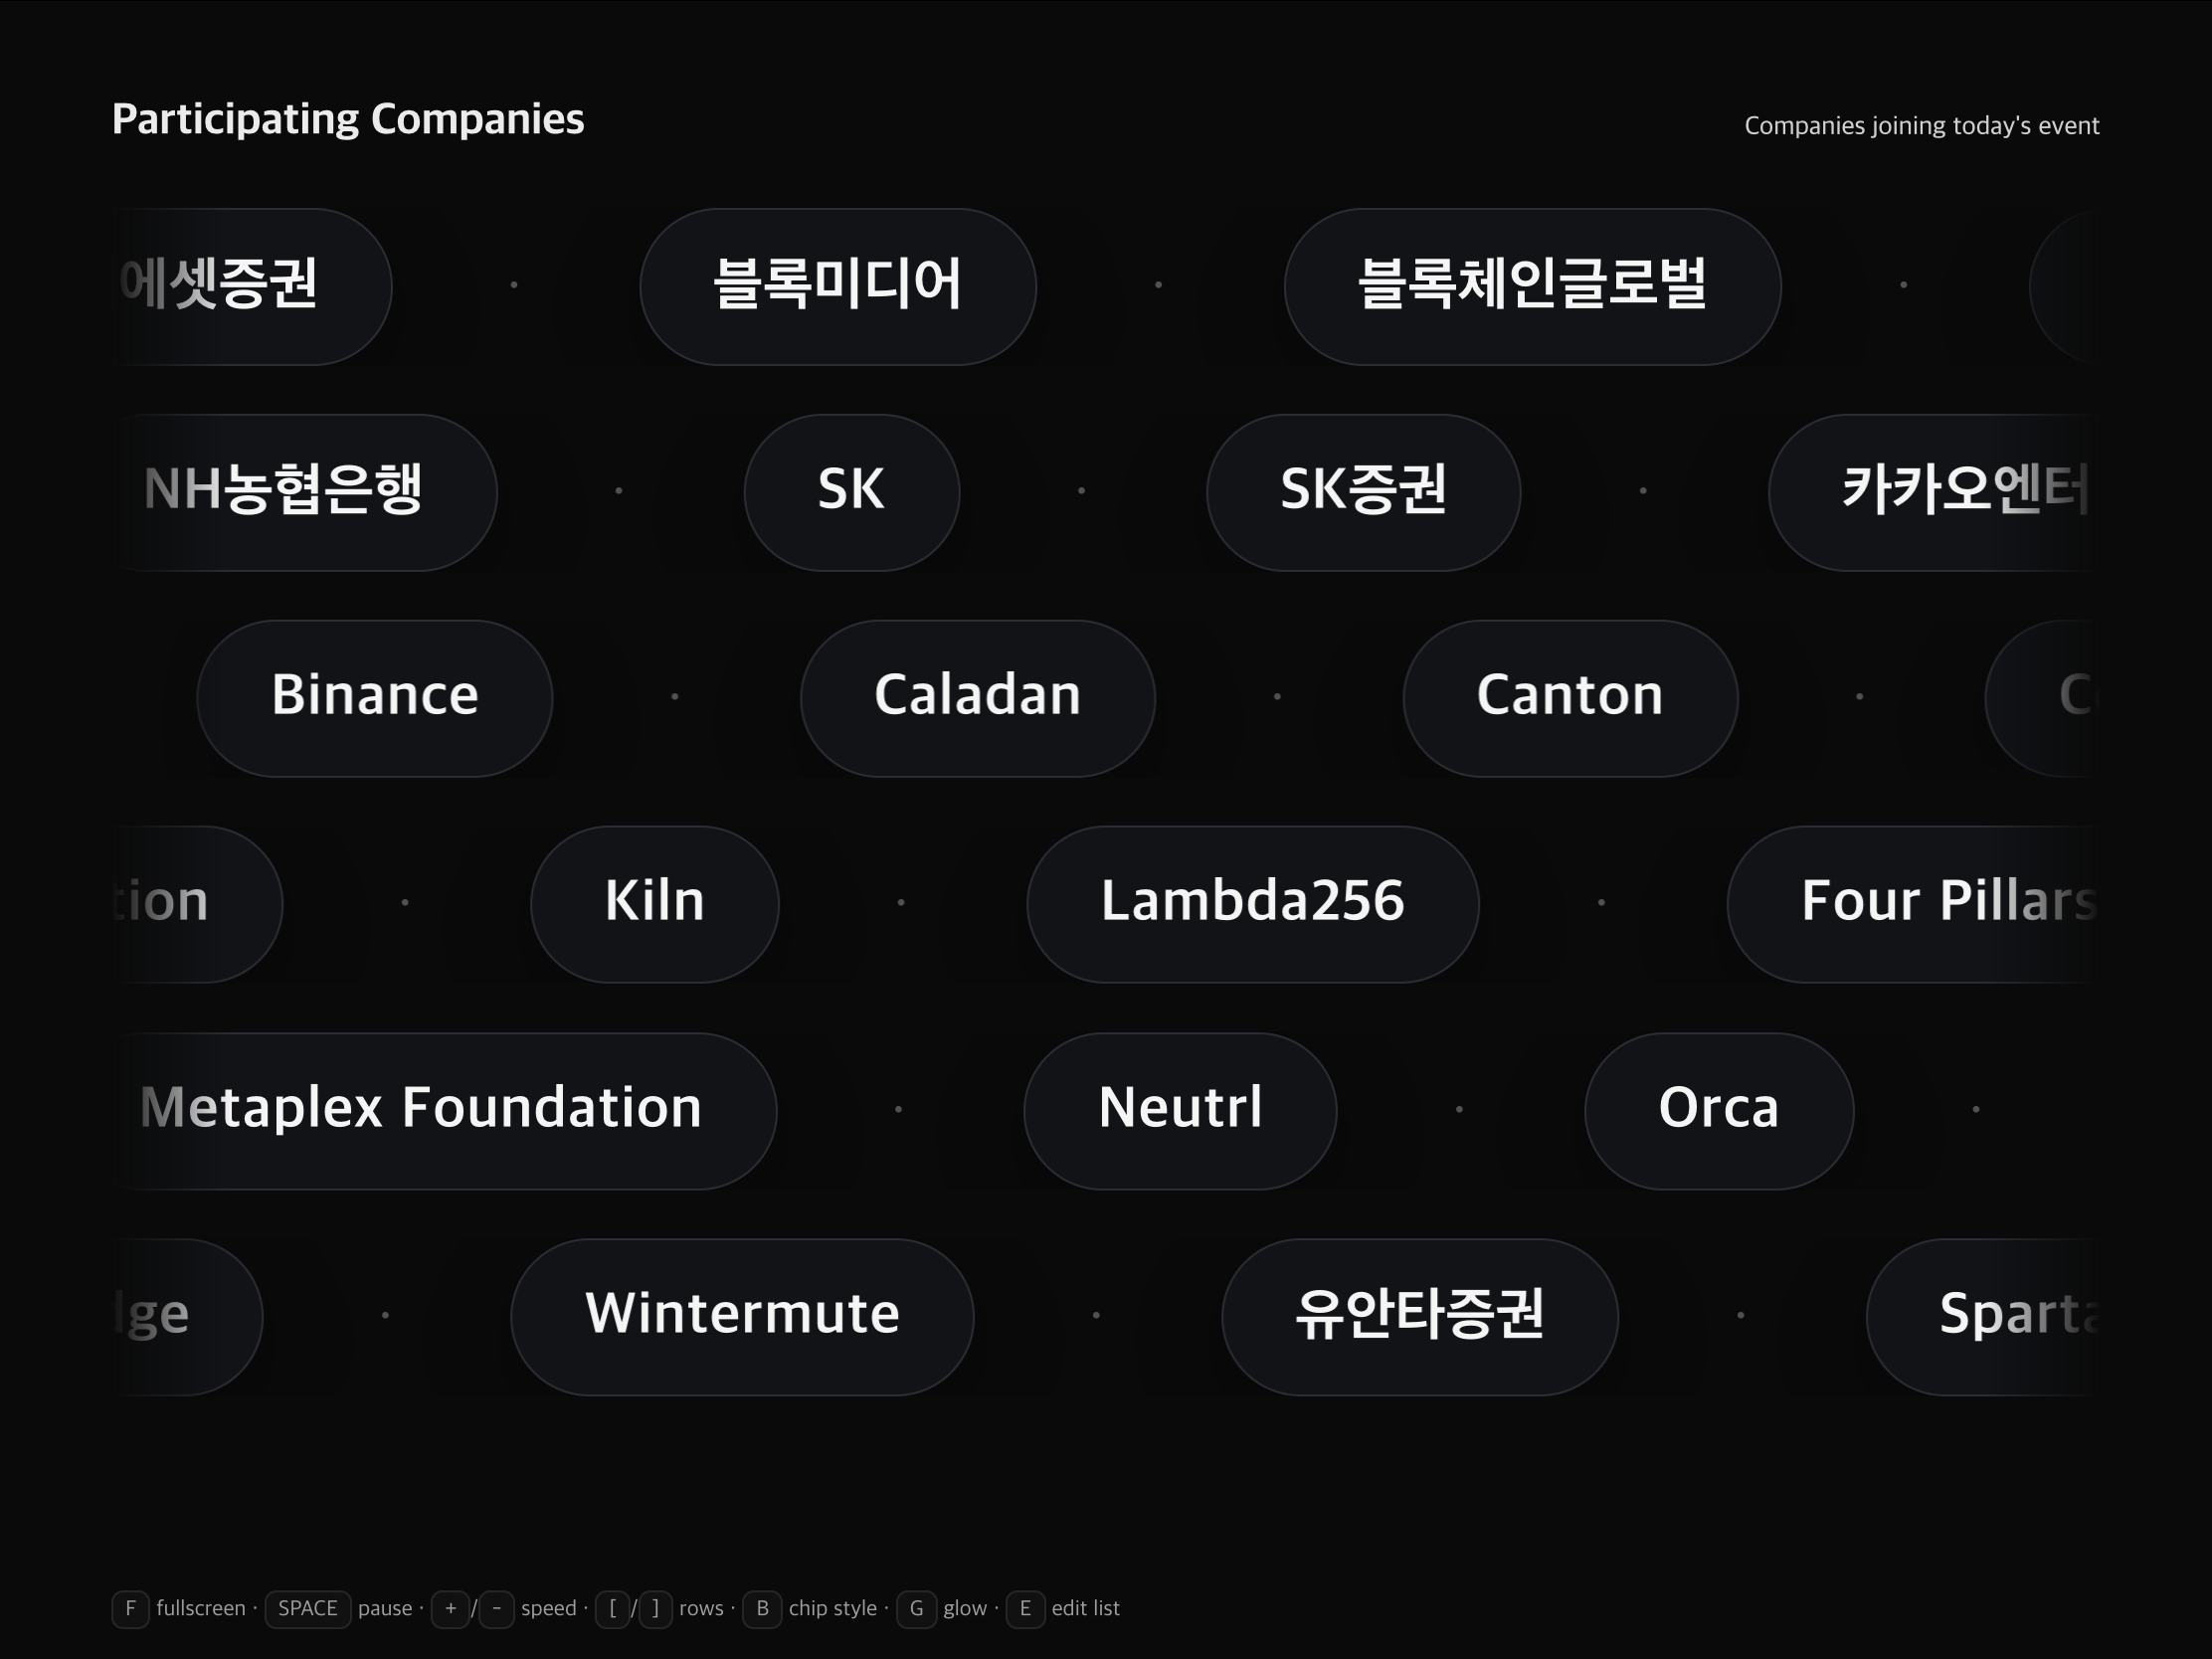 Participating Companies
Companies joining today's event
에셋증권 · 블록미디어 · 블록체인글로벌 ·
NH농협은행 · SK · SK증권 · 카카오엔터
Binance · Caladan · Canton ·
tion · Kiln · Lambda256 · Four Pillars
Metaplex Foundation · Neutrl · Orca ·
dge · Wintermute · 유안타증권 · Sparta
F fullscreen · SPACE pause · + / - speed · [ / ] rows · B chip style · G glow · E edit list